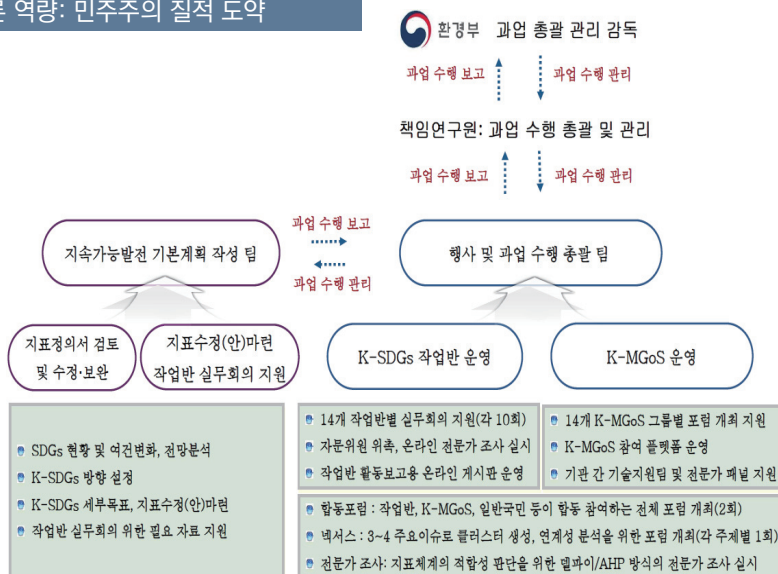 역량: 민주주의 질적 도약
환경부 과업 총괄 관리 감독
과업 수행 보고
과업 수행 관리
책임연구원: 과업 수행 총괄 및 관리
과업 수행 보고
과업 수행 관리
지속가능발전 기본계획 작성 팀
과업 수행 보고
과업 수행 관리
행사 및 과업 수행 총괄 팀
지표정의서 검토
및 수정·보완
지표수정(안)마련
작업반 실무회의 지원
K-SDGs 작업반 운영
K-MGoS 운영
SDGs 현황 및 여건변화, 전망분석
K-SDGs 방향 설정
K-SDGs 세부목표, 지표수정(안)마련
작업반 실무회의 위한 필요 자료 지원
14개 작업반별 실무회의 지원(각 10회)
자문위원 위촉, 온라인 전문가 조사 실시
작업반 활동보고용 온라인 게시판 운영
14개 K-MGoS 그룹별 포럼 개최 지원
K-MGoS 참여 플랫폼 운영
기관 간 기술지원팀 및 전문가 패널 지원
합동포럼 : 작업반, K-MGoS, 일반국민 등이 합동 참여하는 전체 포럼 개최(2회)
넥서스 : 3~4 주요이슈로 클러스터 생성, 연계성 분석을 위한 포럼 개최(각 주제별 1회)
전문가 조사: 지표체계의 적합성 판단을 위한 델파이/AHP 방식의 전문가 조사 실시